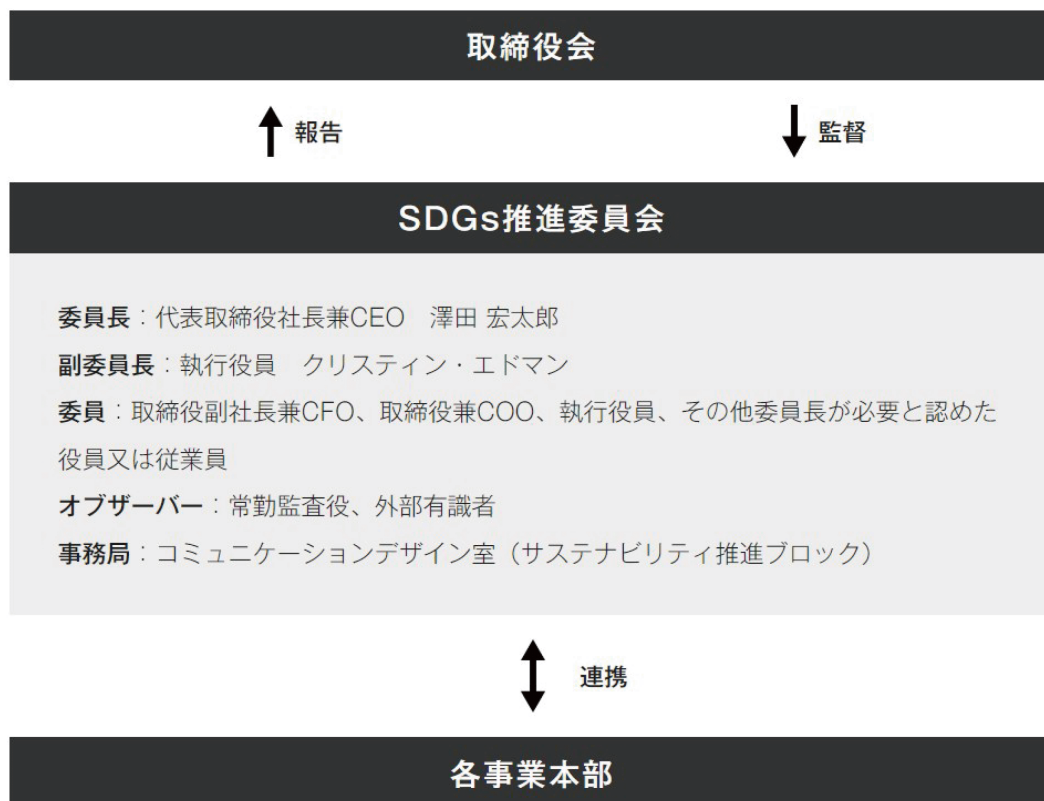 取締役会
報告
監督
SDGs推進委員会
委員長：代表取締役社長兼CEO　澤田 宏太郎
副委員長：執行役員　クリスティン・エドマン
委員：取締役副社長兼CFO、取締役兼COO、執行役員、その他委員長が必要と認めた
役員又は従業員
オブザーバー：常勤監査役、外部有識者
事務局：コミュニケーションデザイン室（サステナビリティ推進ブロック）
連携
各事業本部